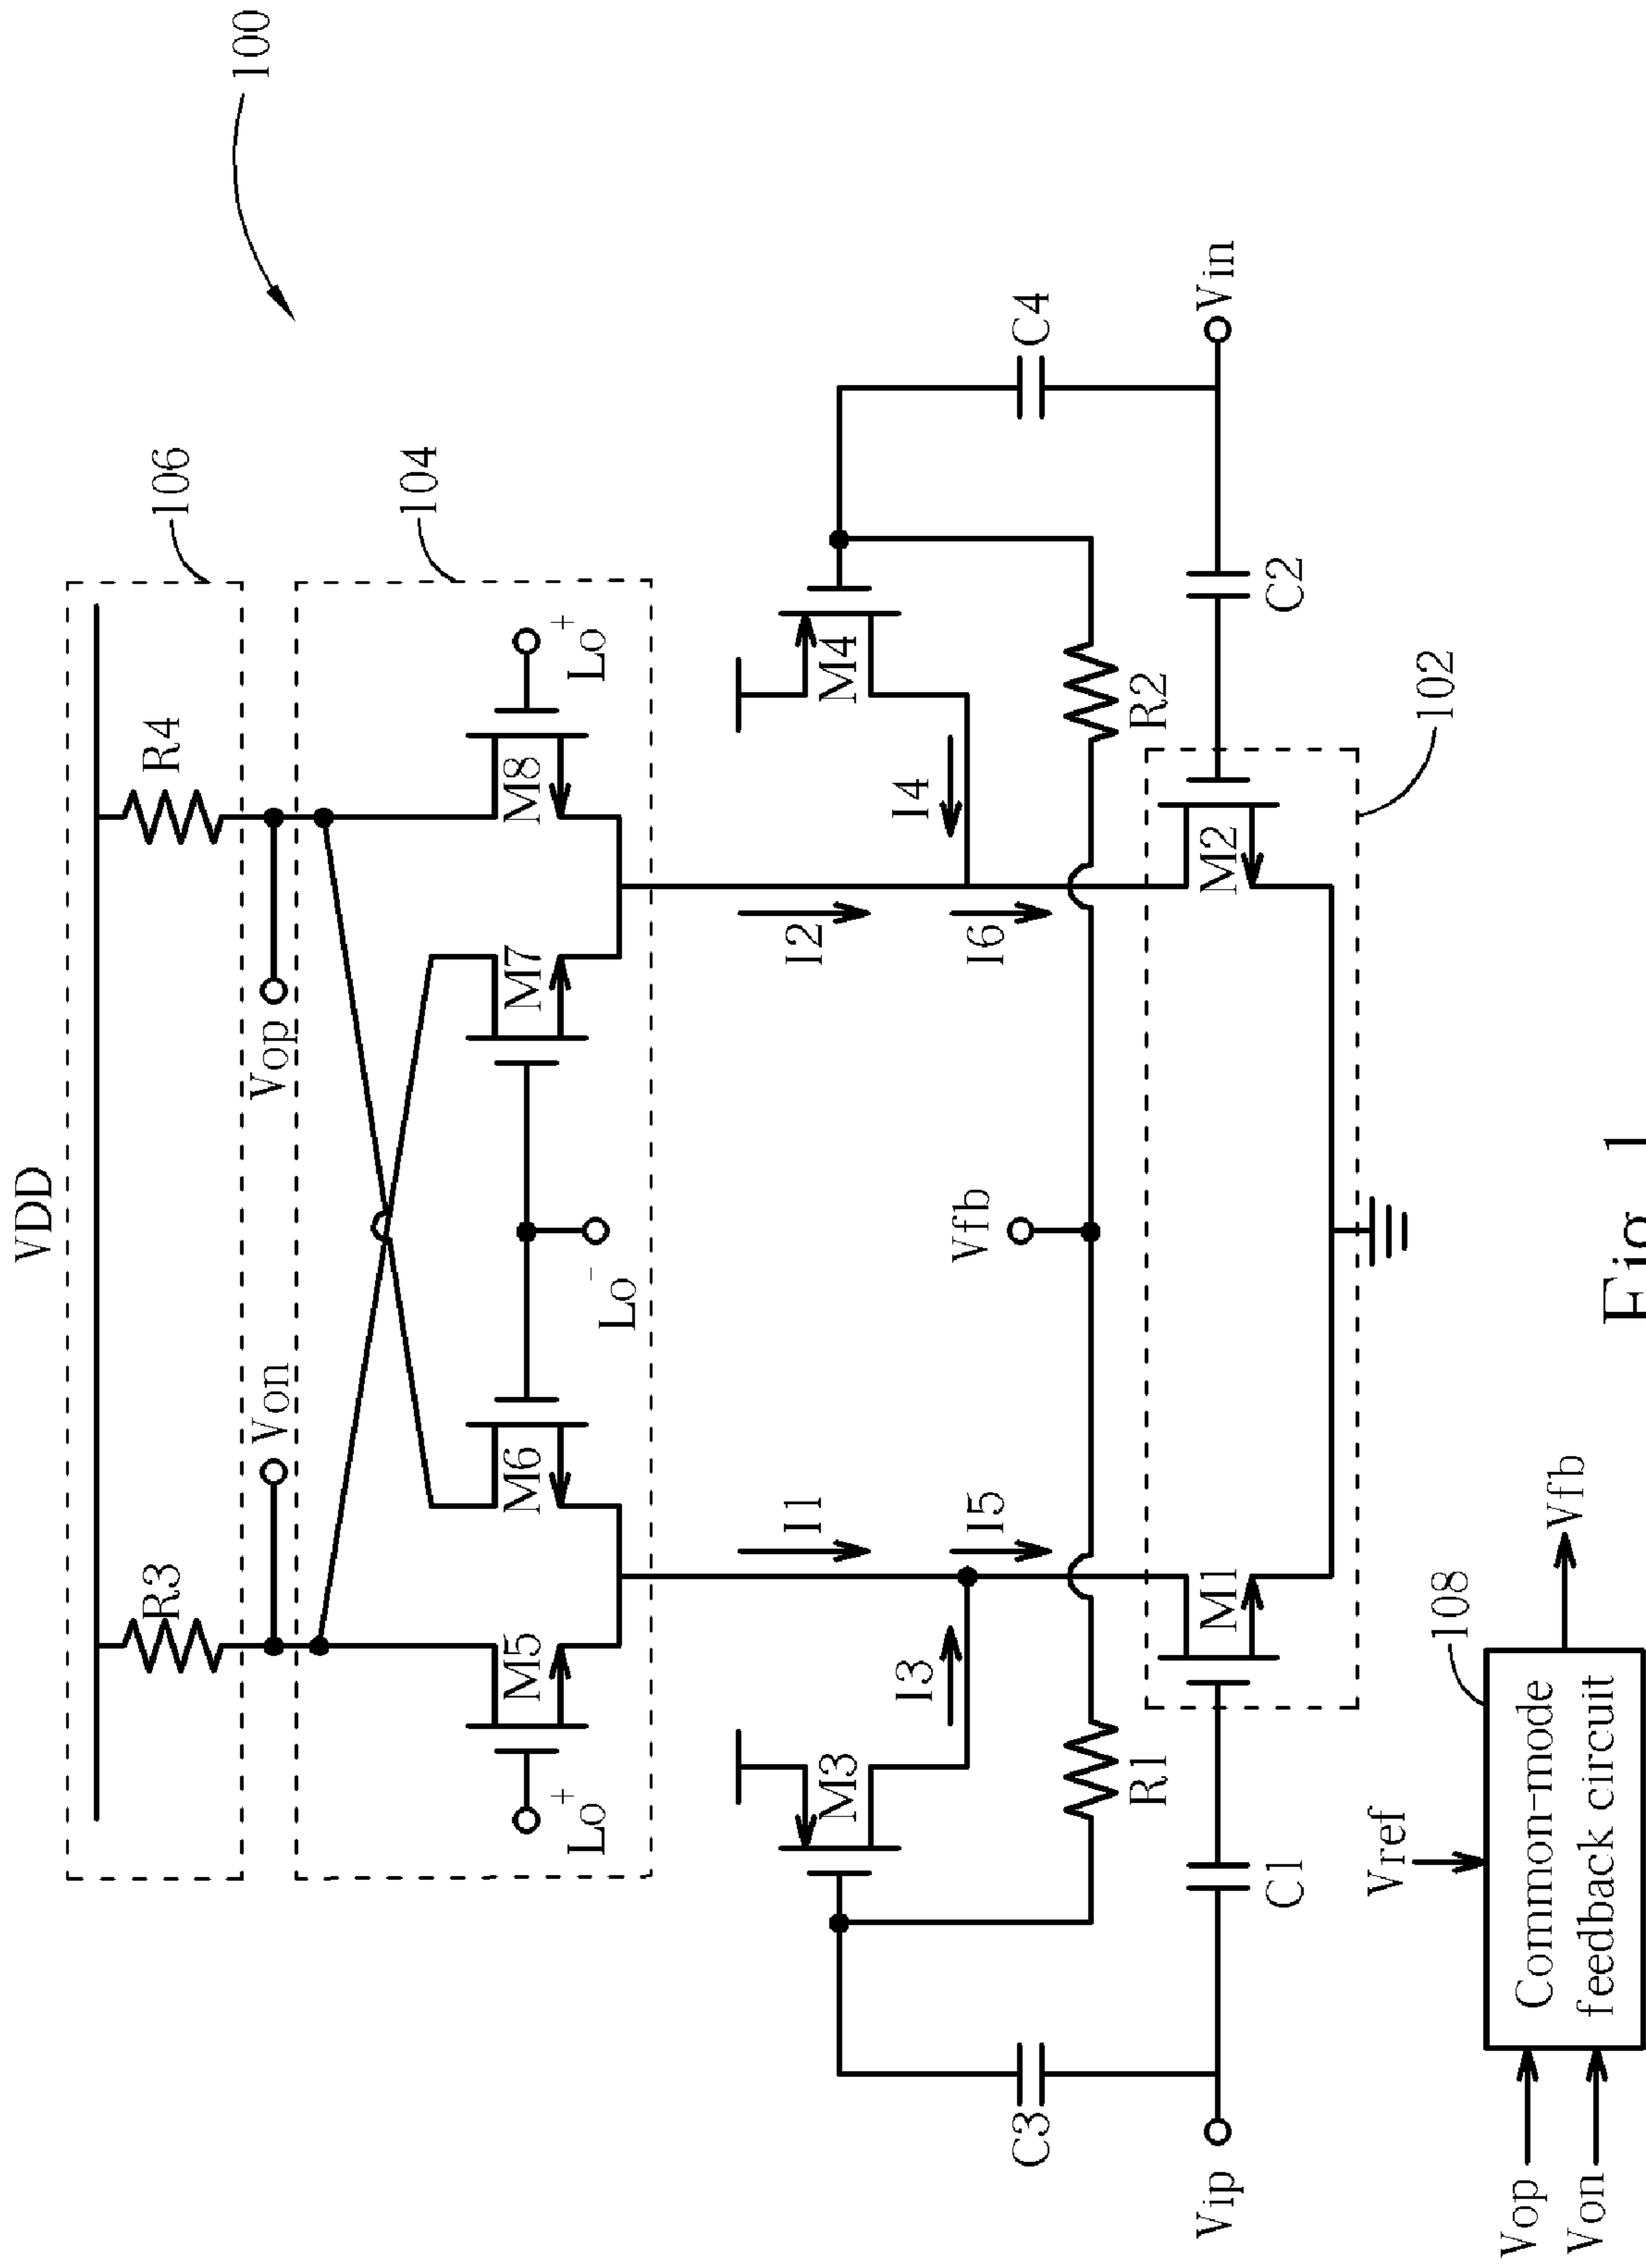 100
VDD
106
R3
R4
Von
Vop
104
M5
M6
M7
M8
Lo+
Lo-
Lo+
I1
I2
M3
M4
I3
I4
I5
I6
Vfb
C3
C4
R1
R2
Vip
C1
M1
M2
C2
Vin
102
Vref
108
Vop
Von
Common-mode
feedback circuit
Vfb
Fig. 1